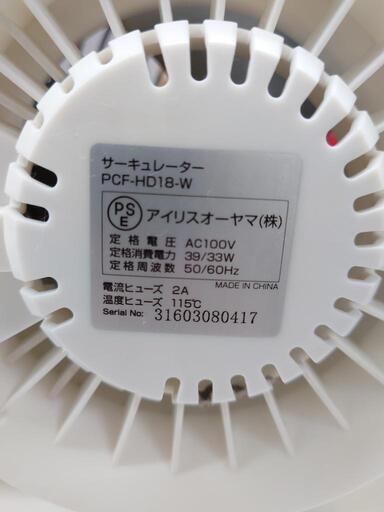 サーキュレーター
PCF-HD18-W
PS
E アイリスオーヤマ(株)
定格電圧 AC100V
定格消費電力 39/33W
定格周波数 50/60Hz
電流ヒューズ 2A MADE IN CHINA
温度ヒューズ 115℃
Serial No: 31603080417